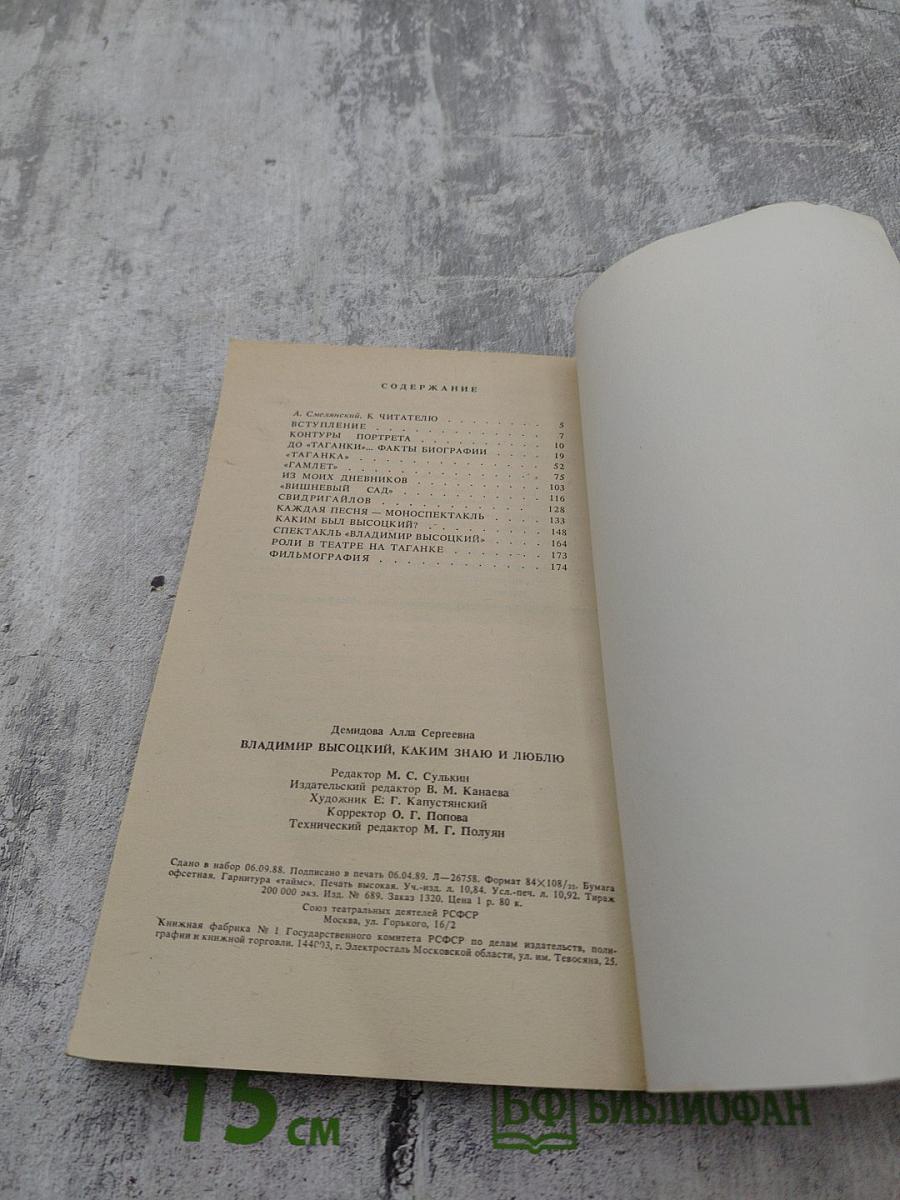 СОДЕРЖАНИЕ
А. Смелянский. К ЧИТАТЕЛЮ . . . . . . . . 5
ВСТУПЛЕНИЕ . . . . . . . . . . . . 7
КОНТУРЫ ПОРТРЕТА . . . . . . . . . . 10
ДО «ТАГАНКИ»... ФАКТЫ БИОГРАФИИ . . . . . 19
«ТАГАНКА» . . . . . . . . . . . . . 52
«ГАМЛЕТ» . . . . . . . . . . . . . 75
ИЗ МОИХ ДНЕВНИКОВ . . . . . . . . . . 103
«ВИШНЕВЫЙ САД» . . . . . . . . . . 116
СВИДРИГАЙЛОВ . . . . . . . . . . . 128
КАЖДАЯ ПЕСНЯ — МОНОСПЕКТАКЛЬ . . . . 133
КАКИМ БЫЛ ВЫСОЦКИЙ? . . . . . . . . 148
СПЕКТАКЛЬ «ВЛАДИМИР ВЫСОЦКИЙ» . . . . 164
РОЛИ В ТЕАТРЕ НА ТАГАНКЕ . . . . . . . 173
ФИЛЬМОГРАФИЯ . . . . . . . . . . . 174
Демидова Алла Сергеевна
ВЛАДИМИР ВЫСОЦКИЙ, КАКИМ ЗНАЮ И ЛЮБЛЮ
Редактор М. С. Сулькин
Издательский редактор В. М. Канаева
Художник Е. Г. Капустянский
Корректор О. Г. Попова
Технический редактор М. Г. Полуян
Сдано в набор 06.09.88. Подписано в печать 06.04.89. Л—26758. Формат 84×108/32. Бумага
офсетная. Гарнитура «таймс». Печать высокая. Уч.-изд. л. 10,84. Усл.-печ. л. 10,92. Тираж
200 000 экз. Изд. № 689. Заказ 1320. Цена 1 р. 80 к.
Союз театральных деятелей РСФСР
Москва, ул. Горького, 16/2
Книжная фабрика № 1 Государственного комитета РСФСР по делам издательств, поли-
графии и книжной торговли. 144003, г. Электросталь Московской области, ул. им. Тевосяна, 25.
15 см
БФ БИБЛИОФАН